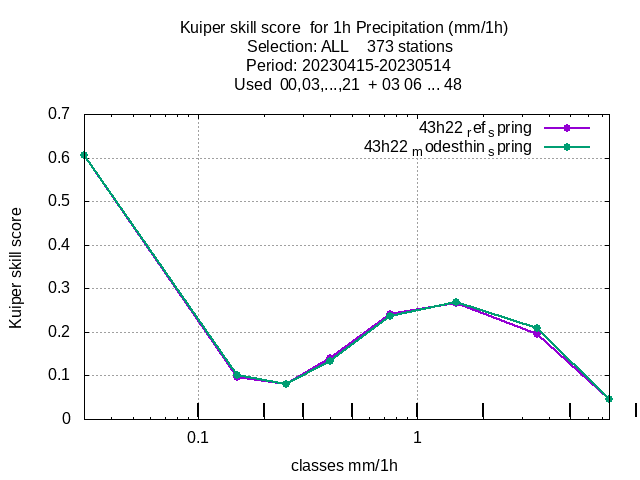 Kuiper skill score  for 1h Precipitation (mm/1h)
Selection: ALL    373 stations
Period: 20230415-20230514
Used  00,03,...,21  + 03 06 ... 48
43h22 ref spring
43h22 modesthin spring
0.7
0.6
0.5
0.4
0.3
0.2
0.1
0
Kuiper skill score
0.1
1
classes mm/1h